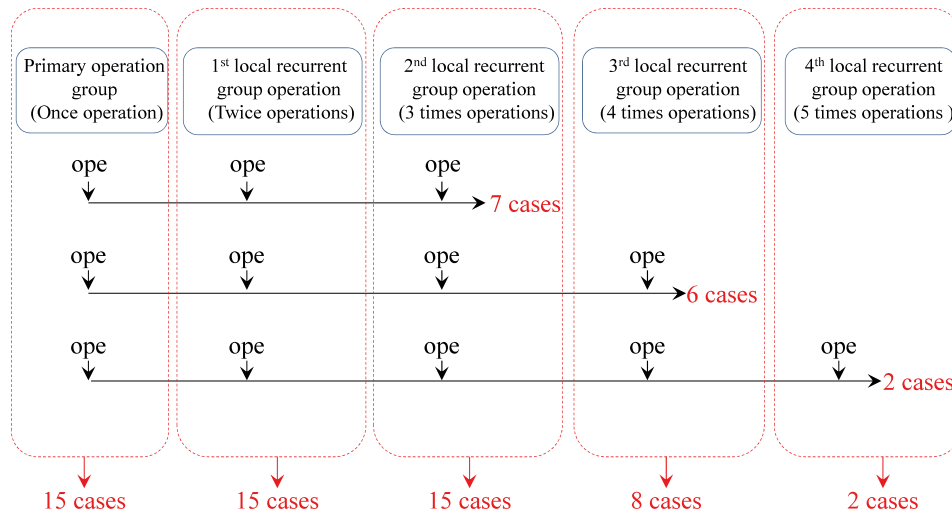 Primary operation
group
(Once operation)
1st local recurrent
group operation
(Twice operations)
2nd local recurrent
group operation
(3 times operations)
3rd local recurrent
group operation
(4 times operations)
4th local recurrent
group operation
(5 times operations )
ope ope ope
7 cases
ope ope ope ope
6 cases
ope ope ope ope ope
2 cases
15 cases 15 cases 15 cases 8 cases 2 cases